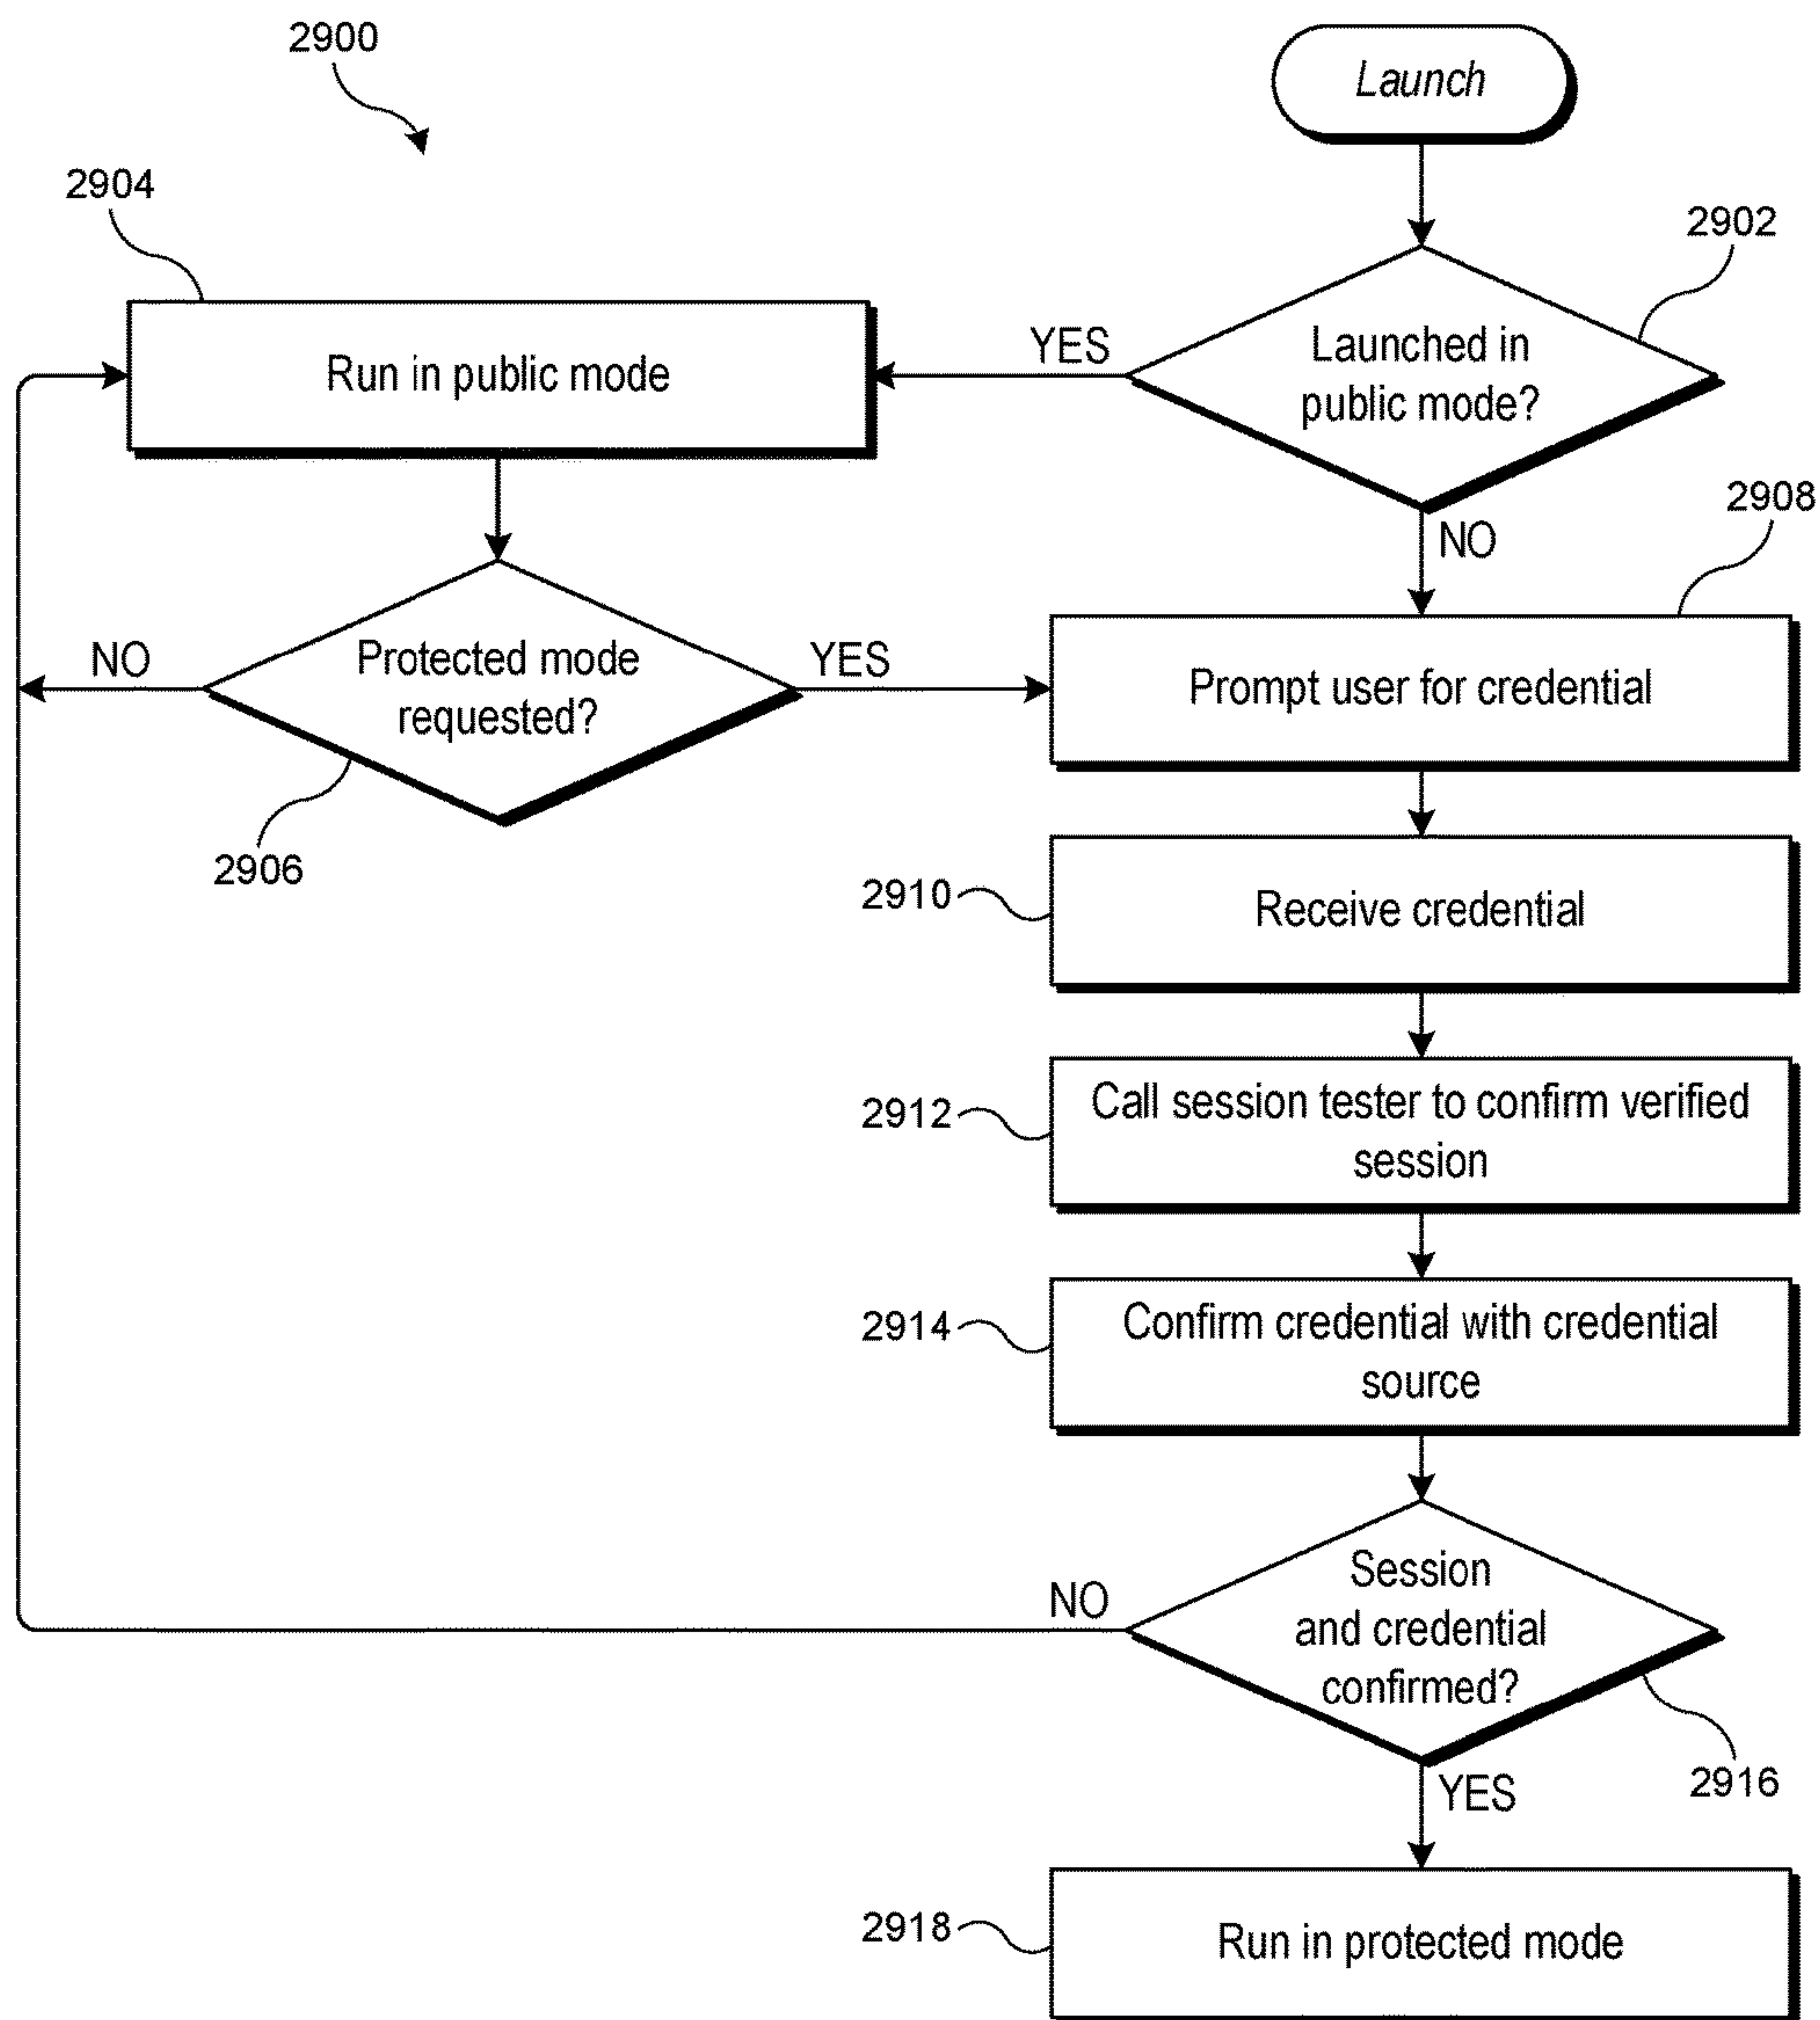 2900
Launch
2904
2902
Launched in
public mode?
YES
Run in public mode
2908
NO
Protected mode
requested?
NO
YES
Prompt user for credential
2906
2910
Receive credential
2912
Call session tester to confirm verified
session
2914
Confirm credential with credential
source
Session
and credential
confirmed?
NO
2916
YES
2918
Run in protected mode